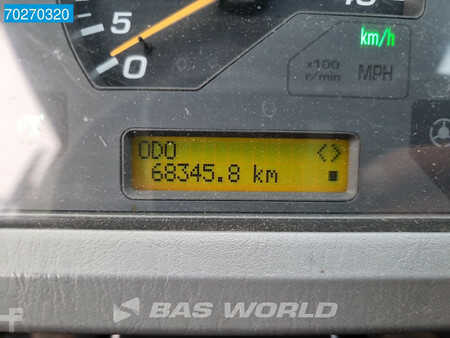 70270320
5
0
km/h
x100
r/min
MPH
ODO <>
68345.8 km
BAS WORLD